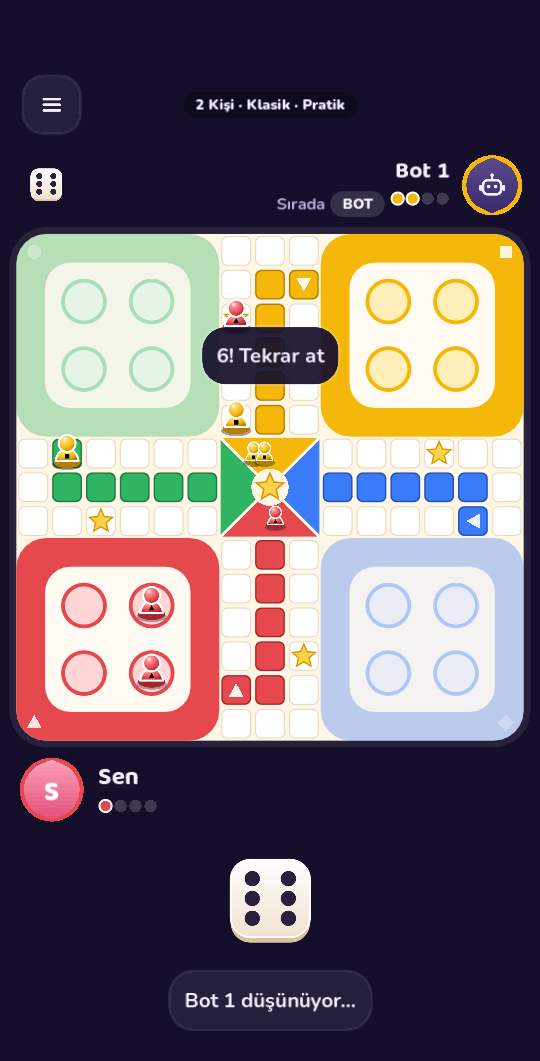 2 Kişi · Klasik · Pratik
Bot 1
Sırada BOT
6! Tekrar at
Sen
S
Bot 1 düşünüyor...